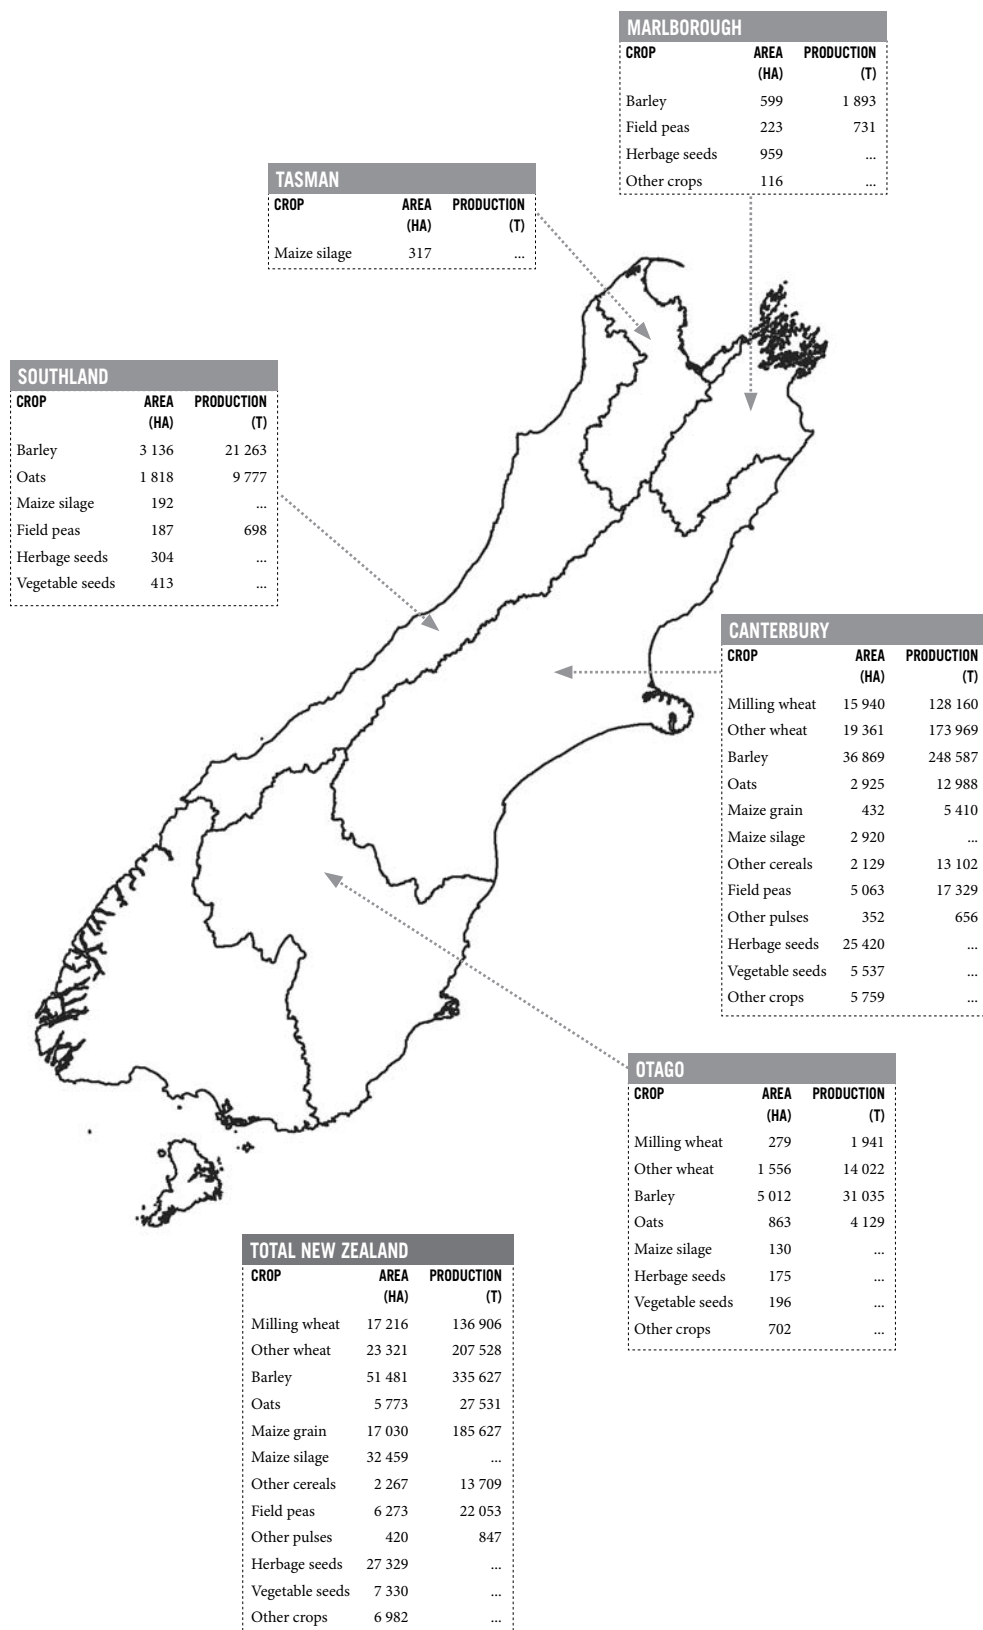 MARLBOROUGH
CROP AREA PRODUCTION
(HA) (T)
Barley 599 1 893
Field peas 223 731
Herbage seeds 959 ...
Other crops 116 ...
TASMAN
CROP AREA PRODUCTION
(HA) (T)
Maize silage 317 ...
SOUTHLAND
CROP AREA PRODUCTION
(HA) (T)
Barley 3 136 21 263
Oats 1 818 9 777
Maize silage 192 ...
Field peas 187 698
Herbage seeds 304 ...
Vegetable seeds 413 ...
CANTERBURY
CROP AREA PRODUCTION
(HA) (T)
Milling wheat 15 940 128 160
Other wheat 19 361 173 969
Barley 36 869 248 587
Oats 2 925 12 988
Maize grain 432 5 410
Maize silage 2 920 ...
Other cereals 2 129 13 102
Field peas 5 063 17 329
Other pulses 352 656
Herbage seeds 25 420 ...
Vegetable seeds 5 537 ...
Other crops 5 759 ...
OTAGO
CROP AREA PRODUCTION
(HA) (T)
Milling wheat 279 1 941
Other wheat 1 556 14 022
Barley 5 012 31 035
Oats 863 4 129
Maize silage 130 ...
Herbage seeds 175 ...
Vegetable seeds 196 ...
Other crops 702 ...
TOTAL NEW ZEALAND
CROP AREA PRODUCTION
(HA) (T)
Milling wheat 17 216 136 906
Other wheat 23 321 207 528
Barley 51 481 335 627
Oats 5 773 27 531
Maize grain 17 030 185 627
Maize silage 32 459 ...
Other cereals 2 267 13 709
Field peas 6 273 22 053
Other pulses 420 847
Herbage seeds 27 329 ...
Vegetable seeds 7 330 ...
Other crops 6 982 ...